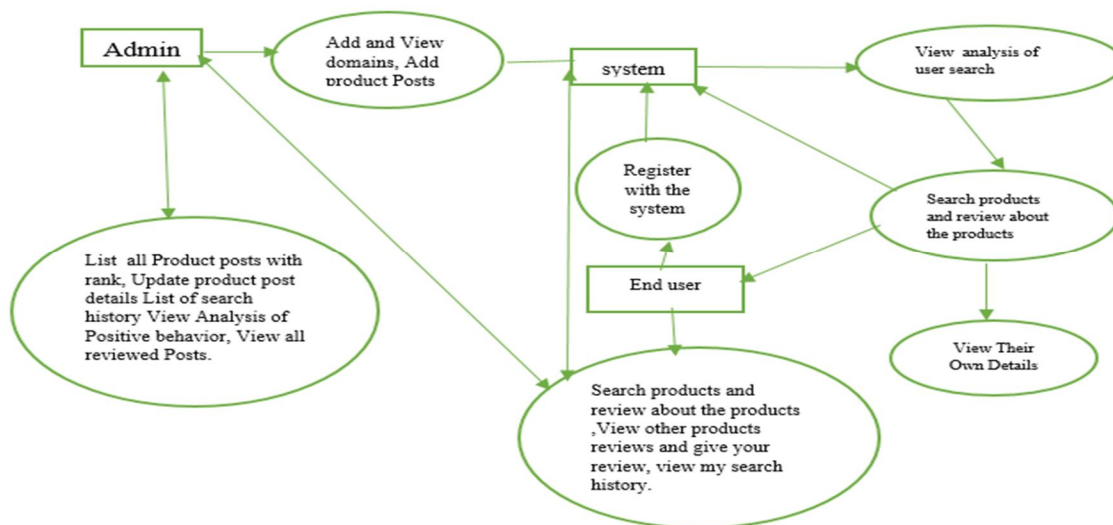 Admin
Add and View
domains, Add
product Posts
system
View  analysis of
user search
Register
with the
system
Search products
and review about
the products
List  all Product posts with
rank, Update product post
details List of search
history View Analysis of
Positive behavior, View all
reviewed Posts.
End user
View Their
Own Details
Search products and
review about the products
,View other products
reviews and give your
review, view my search
history.